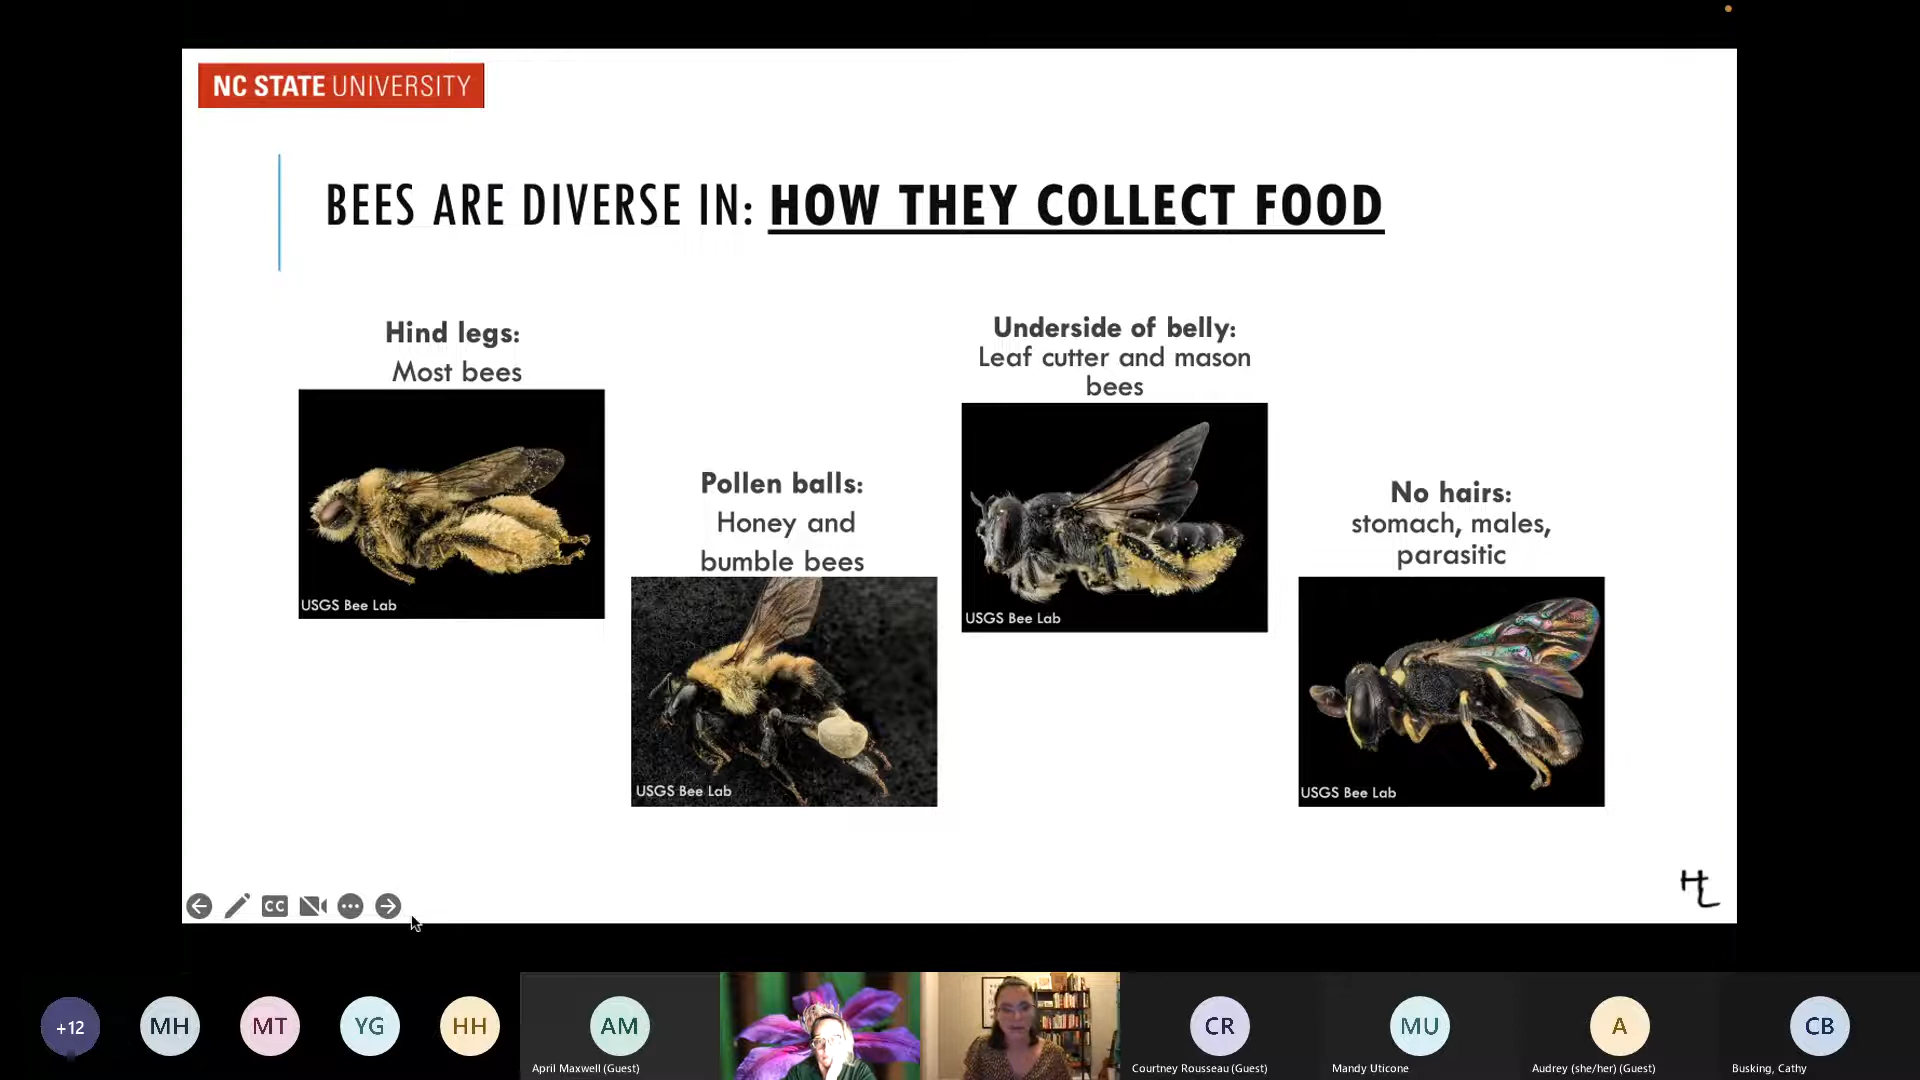 NC STATE UNIVERSITY
BEES ARE DIVERSE IN: HOW THEY COLLECT FOOD
Hind legs:
Most bees
USGS Bee Lab
Pollen balls:
Honey and
bumble bees
USGS Bee Lab
Underside of belly:
Leaf cutter and mason
bees
USGS Bee Lab
No hairs:
stomach, males,
parasitic
USGS Bee Lab
HL
CC
+12
MH
MT
YG
HH
AM
April Maxwell (Guest)
CR
Courtney Rousseau (Guest)
MU
Mandy Uticone
A
Audrey (she/her) (Guest)
CB
Busking, Cathy